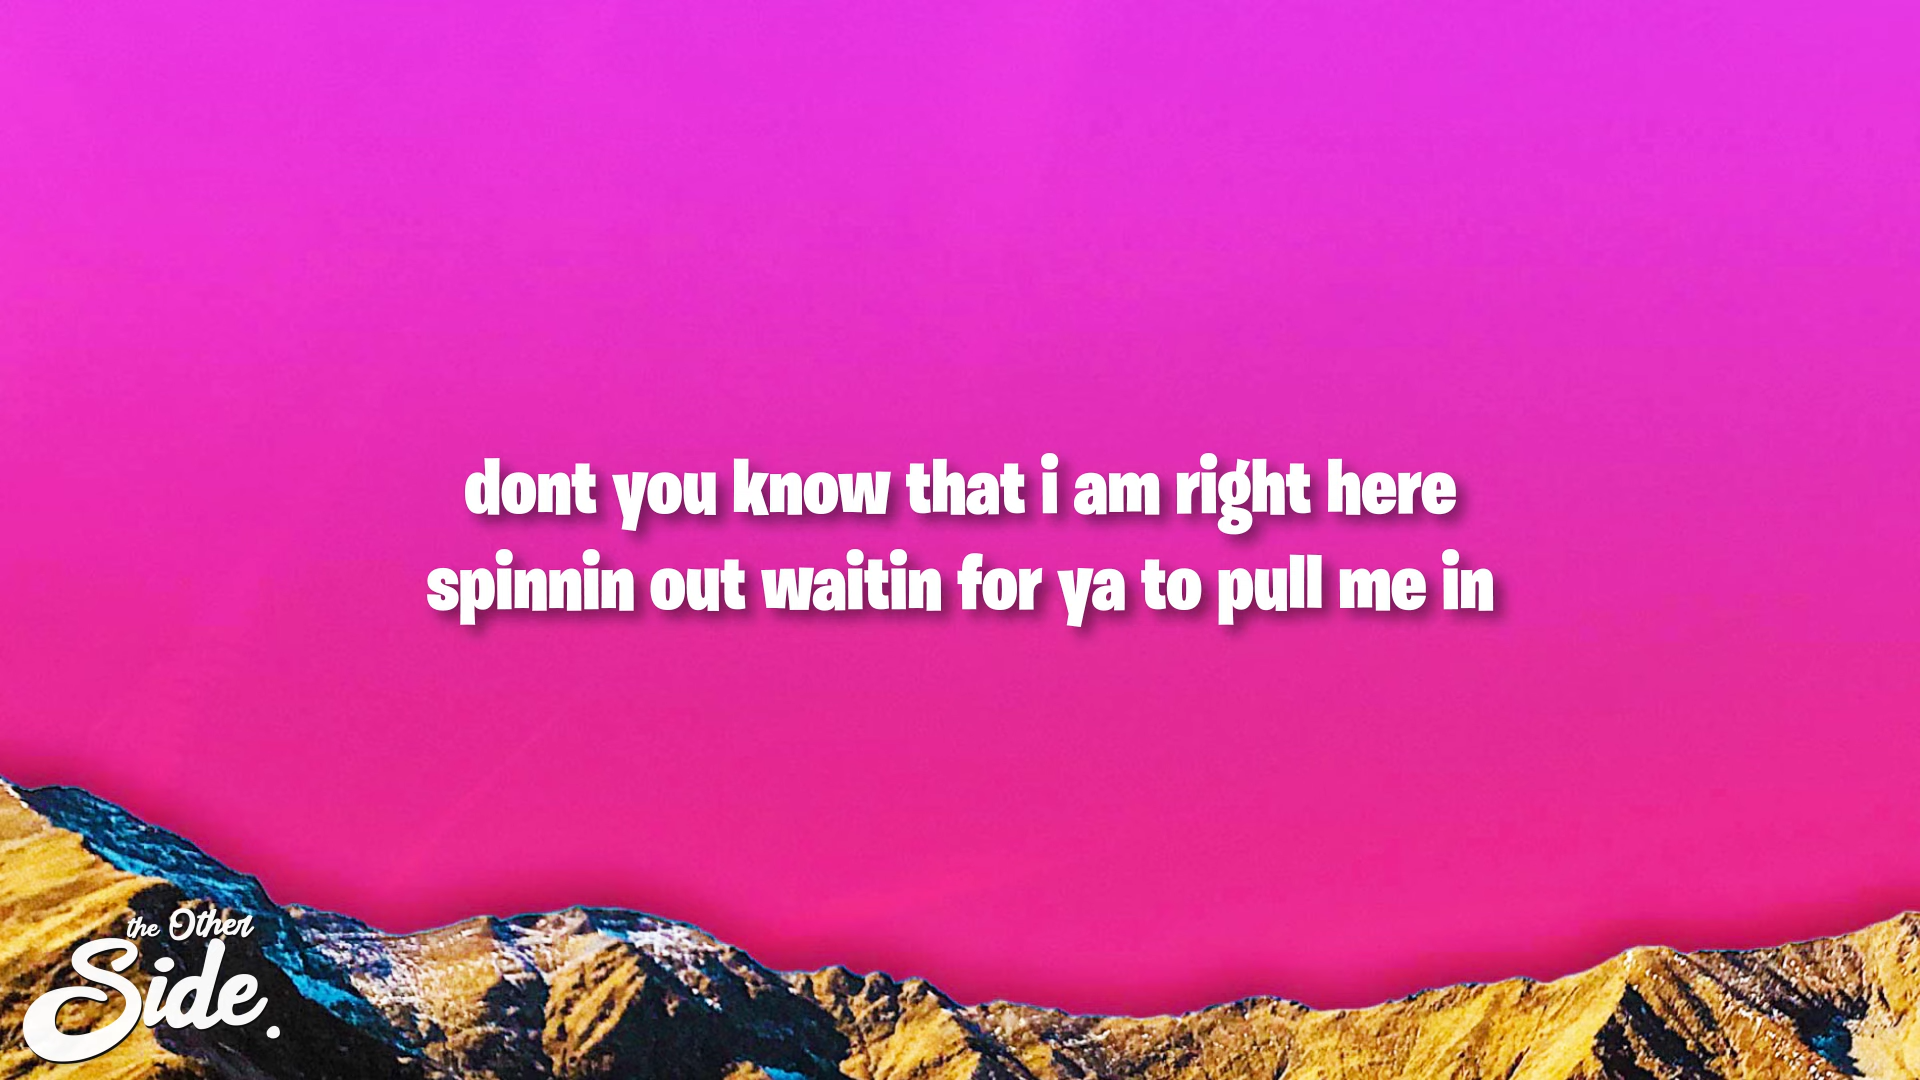 dont you know that i am right here
spinnin out waitin for ya to pull me in
the Other
Side.